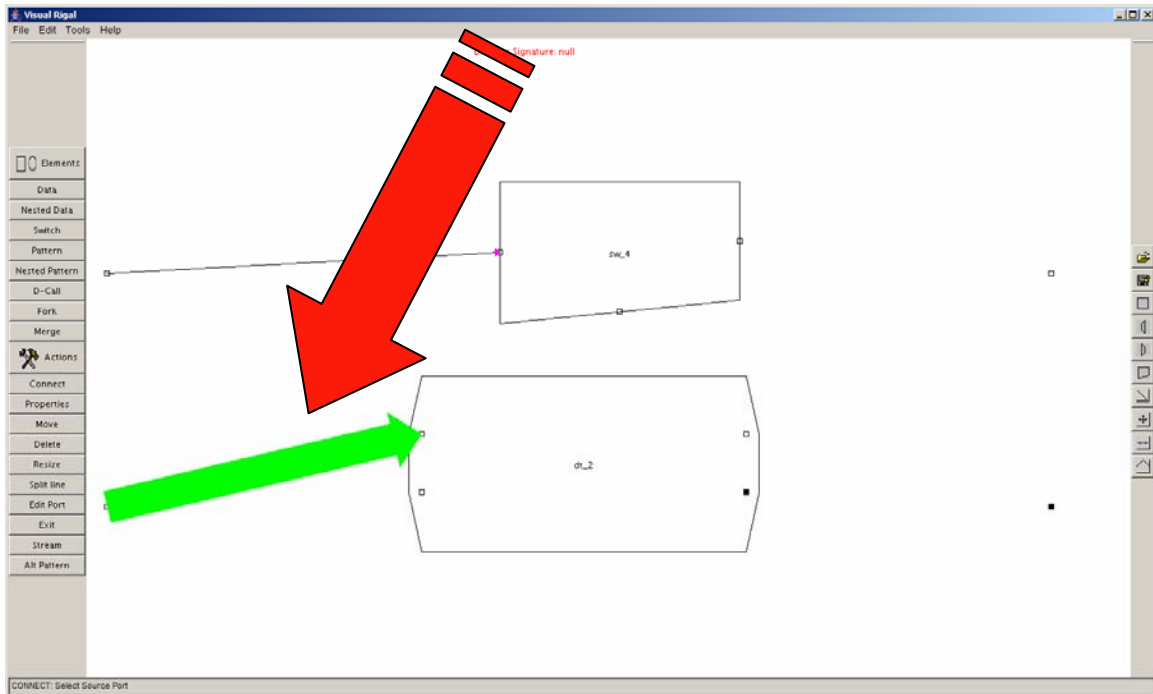 Visual Rigal
File Edit Tools Help
Signature: null
Elements
Data
Nested Data
Switch
Pattern
Nested Pattern
D-Call
Fork
Merge
Actions
Connect
Properties
Move
Delete
Resize
Split line
Edit Port
Exit
Stream
Alt Pattern
sw_4
dt_2
CONNECT: Select Source Port